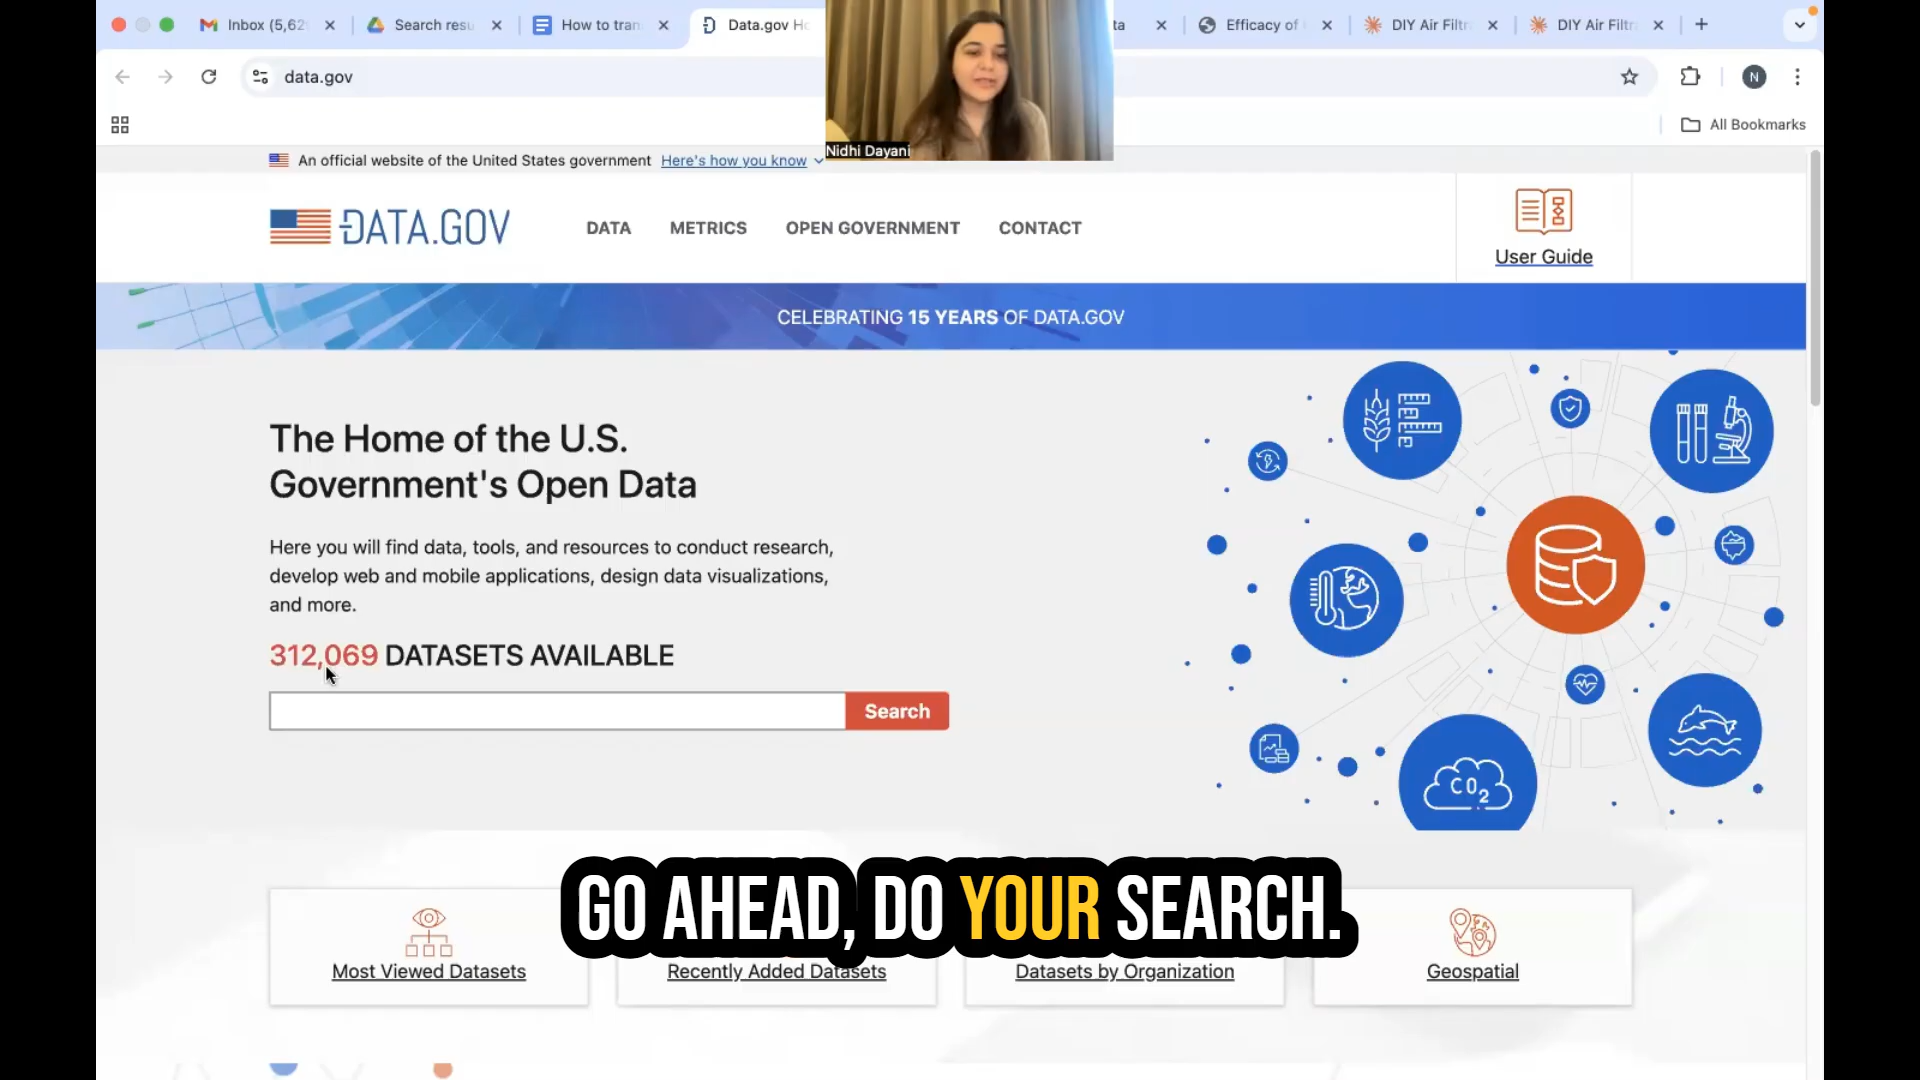 Inbox (5,62
Search resu
How to tran
Data.gov Ho
ta
Efficacy of
DIY Air Filtr
DIY Air Filtr
data.gov
N
All Bookmarks
Nidhi Dayani
An official website of the United States government Here's how you know
DATA.GOV
DATA
METRICS
OPEN GOVERNMENT
CONTACT
User Guide
CELEBRATING 15 YEARS OF DATA.GOV
The Home of the U.S.
Government's Open Data
Here you will find data, tools, and resources to conduct research,
develop web and mobile applications, design data visualizations,
and more.
312,069 DATASETS AVAILABLE
Search
CO2
GO AHEAD, DO YOUR SEARCH.
Most Viewed Datasets
Recently Added Datasets
Datasets by Organization
Geospatial